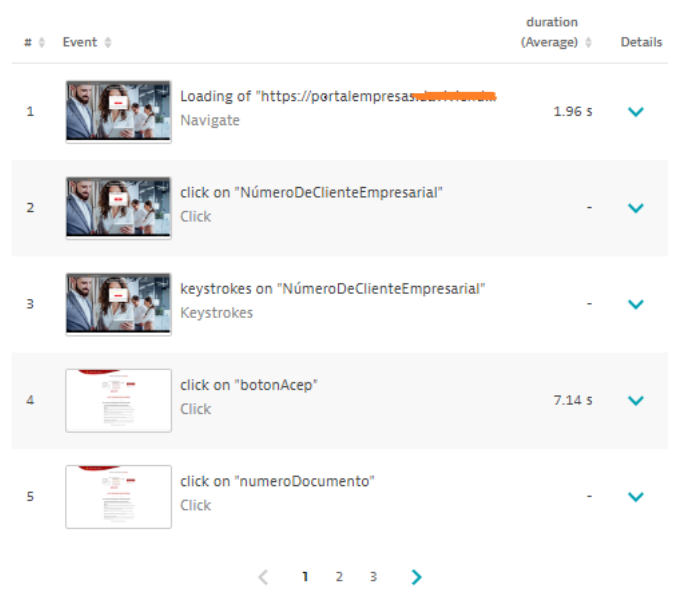 duration
# Event (Average) Details
1 Loading of "https://portalempresas
Navigate 1.96 s
2 click on "NúmeroDeClienteEmpresarial"
Click -
3 keystrokes on "NúmeroDeClienteEmpresarial"
Keystrokes -
4 click on "botonAcep"
Click 7.14 s
5 click on "numeroDocumento"
Click -
1 2 3